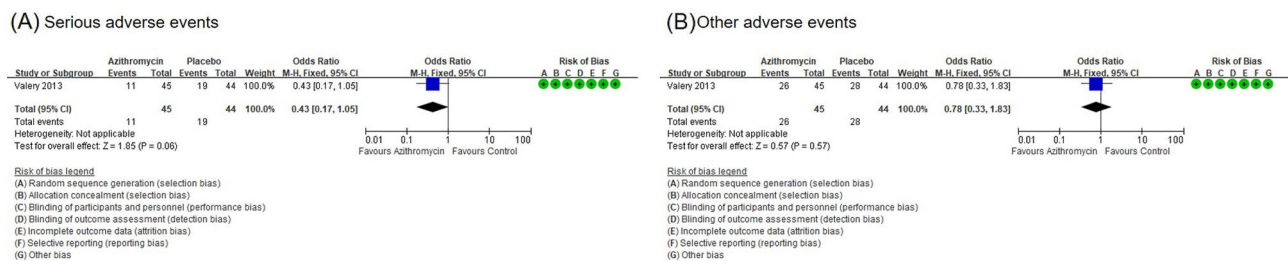 (A) Serious adverse events
Azithromycin Placebo Odds Ratio Odds Ratio Risk of Bias
Study or Subgroup Events Total Events Total Weight M-H, Fixed, 95% CI M-H, Fixed, 95% CI A B C D E F G
Valery 2013 11 45 19 44 100.0% 0.43 [0.17, 1.05]
Total (95% CI) 45 44 100.0% 0.43 [0.17, 1.05]
Total events 11 19
Heterogeneity: Not applicable
Test for overall effect: Z = 1.85 (P = 0.06)
0.01 0.1 1 10 100
Favours Azithromycin Favours Control
Risk of bias legend
(A) Random sequence generation (selection bias)
(B) Allocation concealment (selection bias)
(C) Blinding of participants and personnel (performance bias)
(D) Blinding of outcome assessment (detection bias)
(E) Incomplete outcome data (attrition bias)
(F) Selective reporting (reporting bias)
(G) Other bias
(B) Other adverse events
Azithromycin Placebo Odds Ratio Odds Ratio Risk of Bias
Study or Subgroup Events Total Events Total Weight M-H, Fixed, 95% CI M-H, Fixed, 95% CI A B C D E F G
Valery 2013 26 45 28 44 100.0% 0.78 [0.33, 1.83]
Total (95% CI) 45 44 100.0% 0.78 [0.33, 1.83]
Total events 26 28
Heterogeneity: Not applicable
Test for overall effect: Z = 0.57 (P = 0.57)
0.01 0.1 1 10 100
Favours Azithromycin Favours Control
Risk of bias legend
(A) Random sequence generation (selection bias)
(B) Allocation concealment (selection bias)
(C) Blinding of participants and personnel (performance bias)
(D) Blinding of outcome assessment (detection bias)
(E) Incomplete outcome data (attrition bias)
(F) Selective reporting (reporting bias)
(G) Other bias